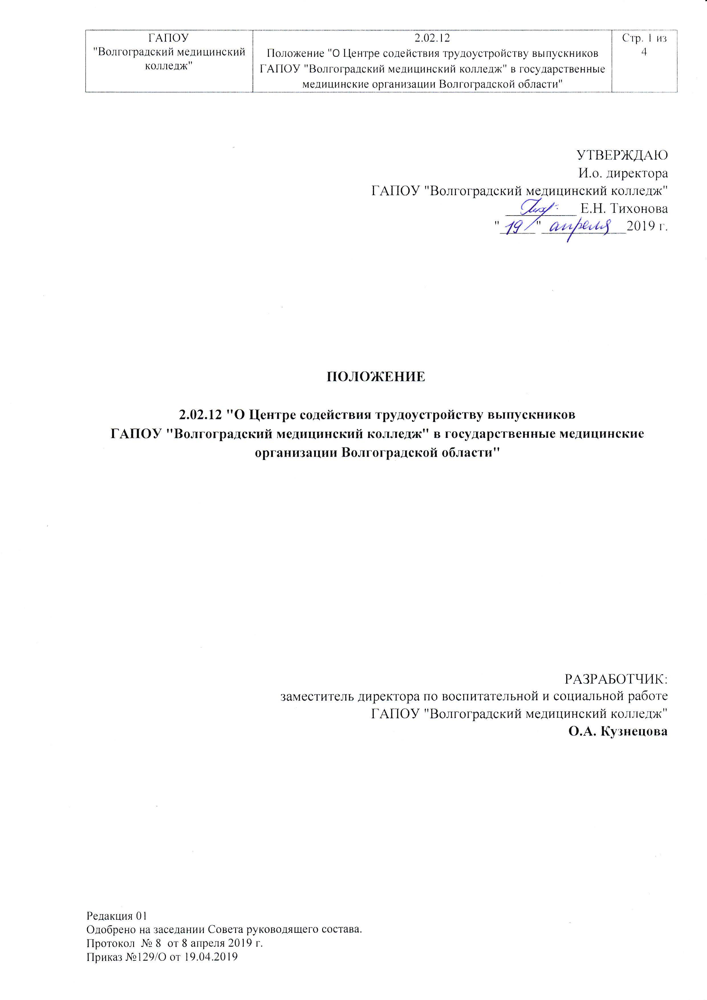 ГАПОУ
"Волгоградский медицинский
колледж"
2.02.12
Положение "О Центре содействия трудоустройству выпускников
ГАПОУ "Волгоградский медицинский колледж" в государственные
медицинские организации Волгоградской области"
Стр. 1 из
4
УТВЕРЖДАЮ
И.о. директора
ГАПОУ "Волгоградский медицинский колледж"
Е.Н. Тихонова
"19" апреля 2019 г.
ПОЛОЖЕНИЕ
2.02.12 "О Центре содействия трудоустройству выпускников
ГАПОУ "Волгоградский медицинский колледж" в государственные медицинские
организации Волгоградской области"
РАЗРАБОТЧИК:
заместитель директора по воспитательной и социальной работе
ГАПОУ "Волгоградский медицинский колледж"
О.А. Кузнецова
Редакция 01
Одобрено на заседании Совета руководящего состава.
Протокол № 8 от 8 апреля 2019 г.
Приказ №129/О от 19.04.2019